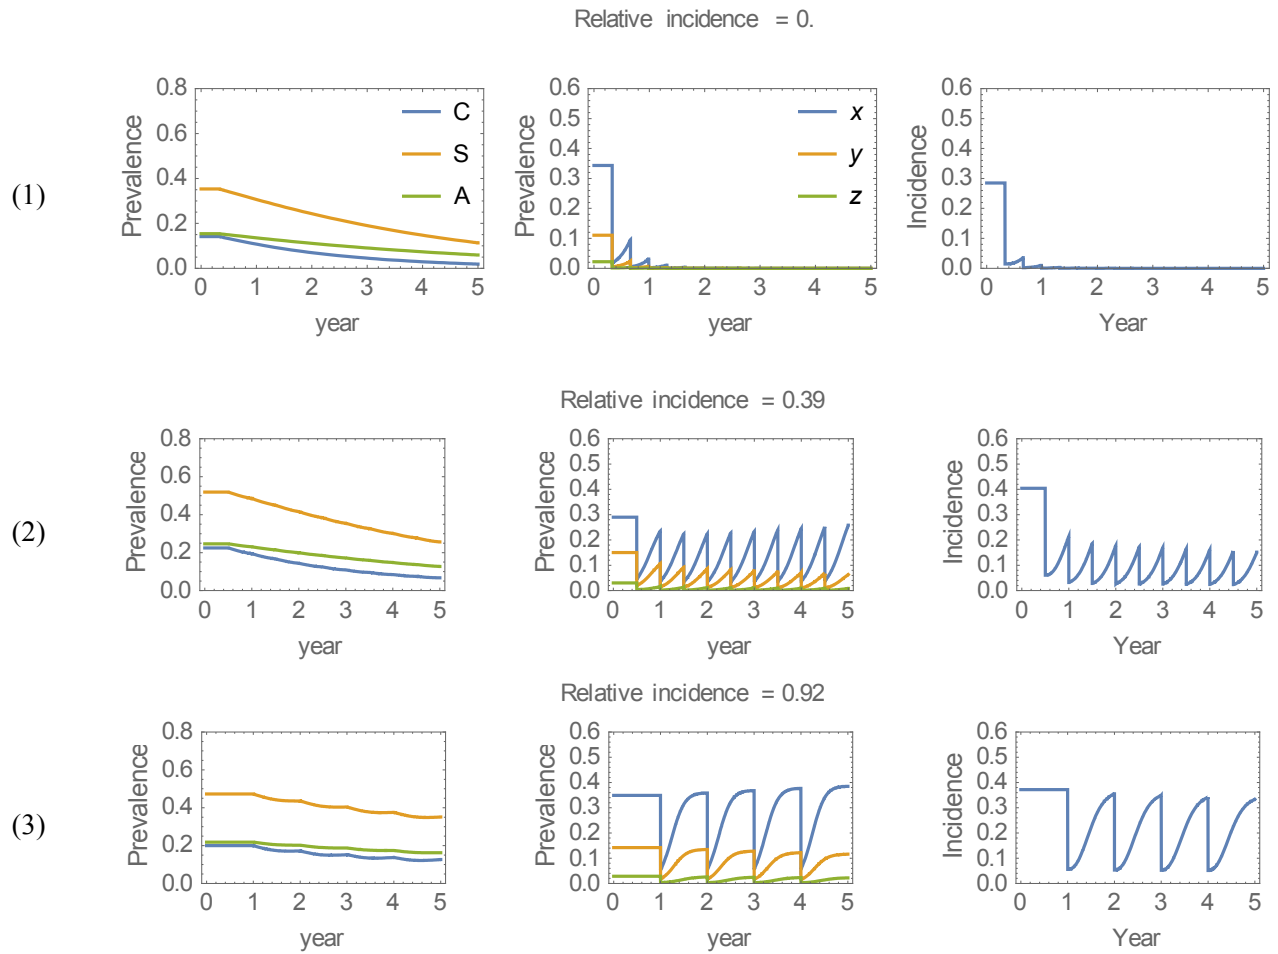 Relative incidence = 0.
(1)
Prevalence
0.8
0.6
0.4
0.2
0.0
0 1 2 3 4 5
year
C
S
A
Prevalence
0.6
0.5
0.4
0.3
0.2
0.1
0.0
0 1 2 3 4 5
year
x
y
z
Incidence
0.6
0.5
0.4
0.3
0.2
0.1
0.0
0 1 2 3 4 5
Year
Relative incidence = 0.39
(2)
Prevalence
0.8
0.6
0.4
0.2
0.0
0 1 2 3 4 5
year
Prevalence
0.6
0.5
0.4
0.3
0.2
0.1
0.0
0 1 2 3 4 5
year
Incidence
0.6
0.5
0.4
0.3
0.2
0.1
0.0
0 1 2 3 4 5
Year
Relative incidence = 0.92
(3)
Prevalence
0.8
0.6
0.4
0.2
0.0
0 1 2 3 4 5
year
Prevalence
0.6
0.5
0.4
0.3
0.2
0.1
0.0
0 1 2 3 4 5
year
Incidence
0.6
0.5
0.4
0.3
0.2
0.1
0.0
0 1 2 3 4 5
Year